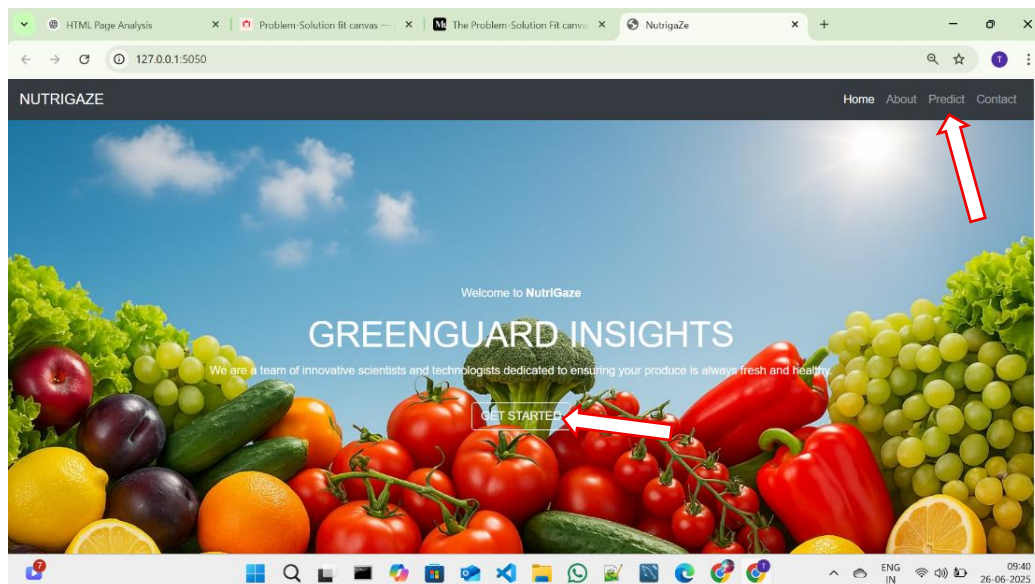 HTML Page Analysis
Problem-Solution fit canvas —
The Problem-Solution Fit canva
NutrigaZe
127.0.0.1:5050
T
NUTRIGAZE
Home About Predict Contact
Welcome to NutriGaze
GREENGUARD INSIGHTS
We are a team of innovative scientists and technologists dedicated to ensuring your produce is always fresh and healthy.
GET STARTED
7
ENG
IN
26-06-2025